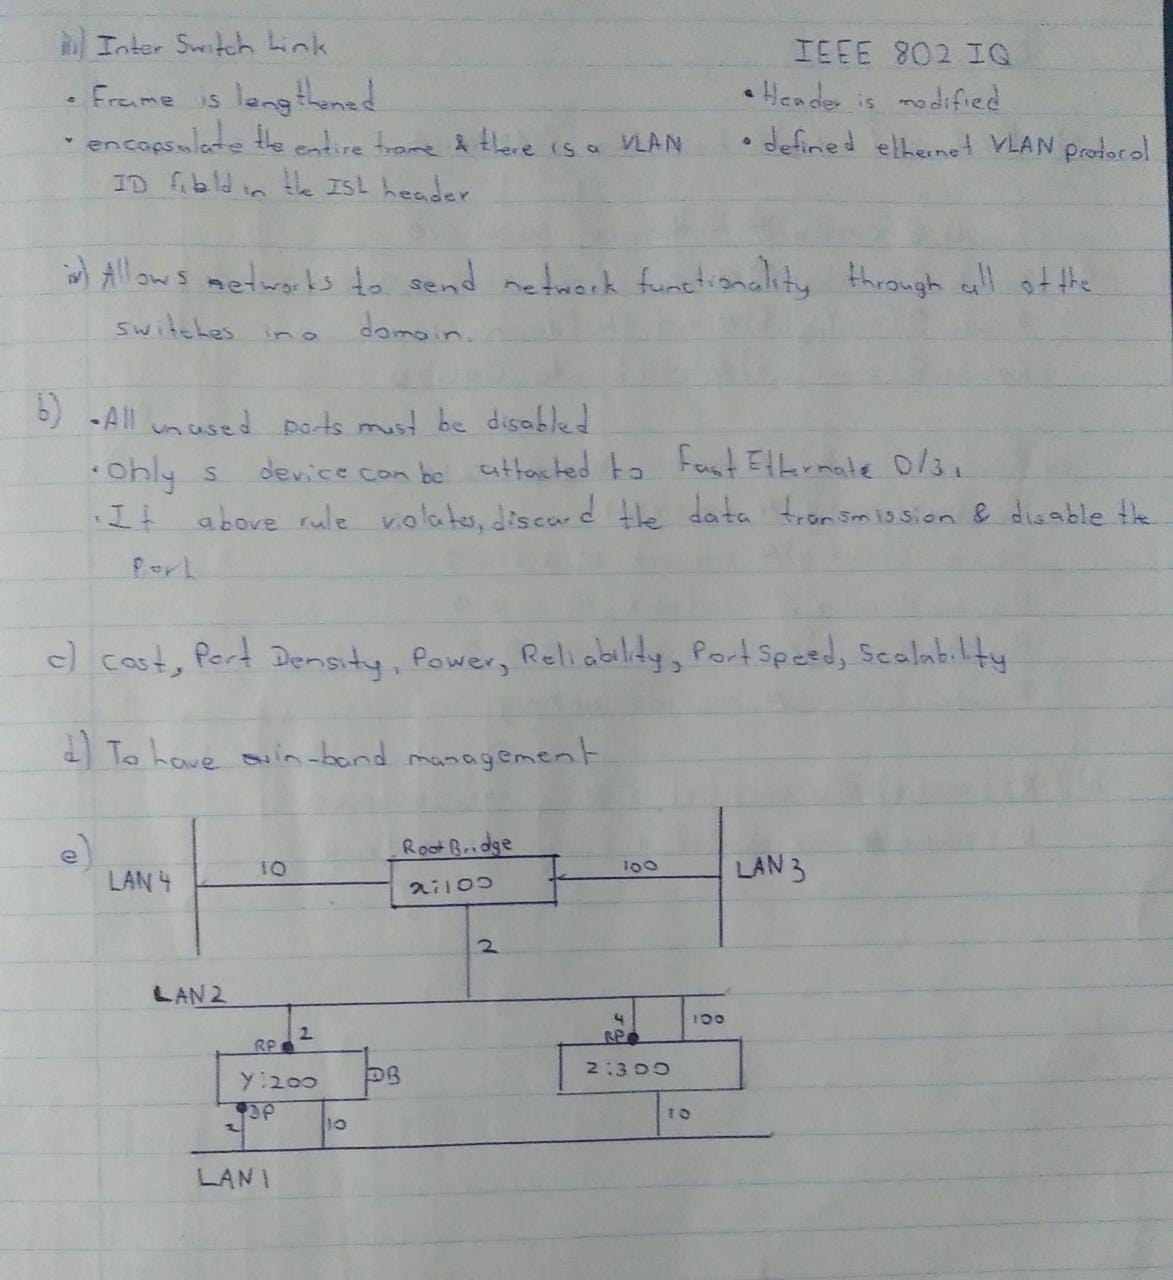 iii) Inter Switch Link IEEE 802 IQ
• Frame is lengthened • Header is modified
• encapsulate the entire frame & there is a VLAN • defined ethernet VLAN protocol
ID field in the ISL header
iv) Allows networks to send network functionality through all of the
switches in a domain.
b) • All unused ports must be disabled
• Only 5 device can be attached to Fast Ethernate 0/3.
• If above rule violates, discard the data transmission & disable the
Port
c) Cost, Port Density, Power, Reliability, Port Speed, Scalability
d) To have in-band management
e) Root Bridge
LAN 4 10 x:100 100 LAN 3
2
LAN 2
RP 2 4 RP 100
Y:200 DB Z:300
DP 2 10 10
LAN 1